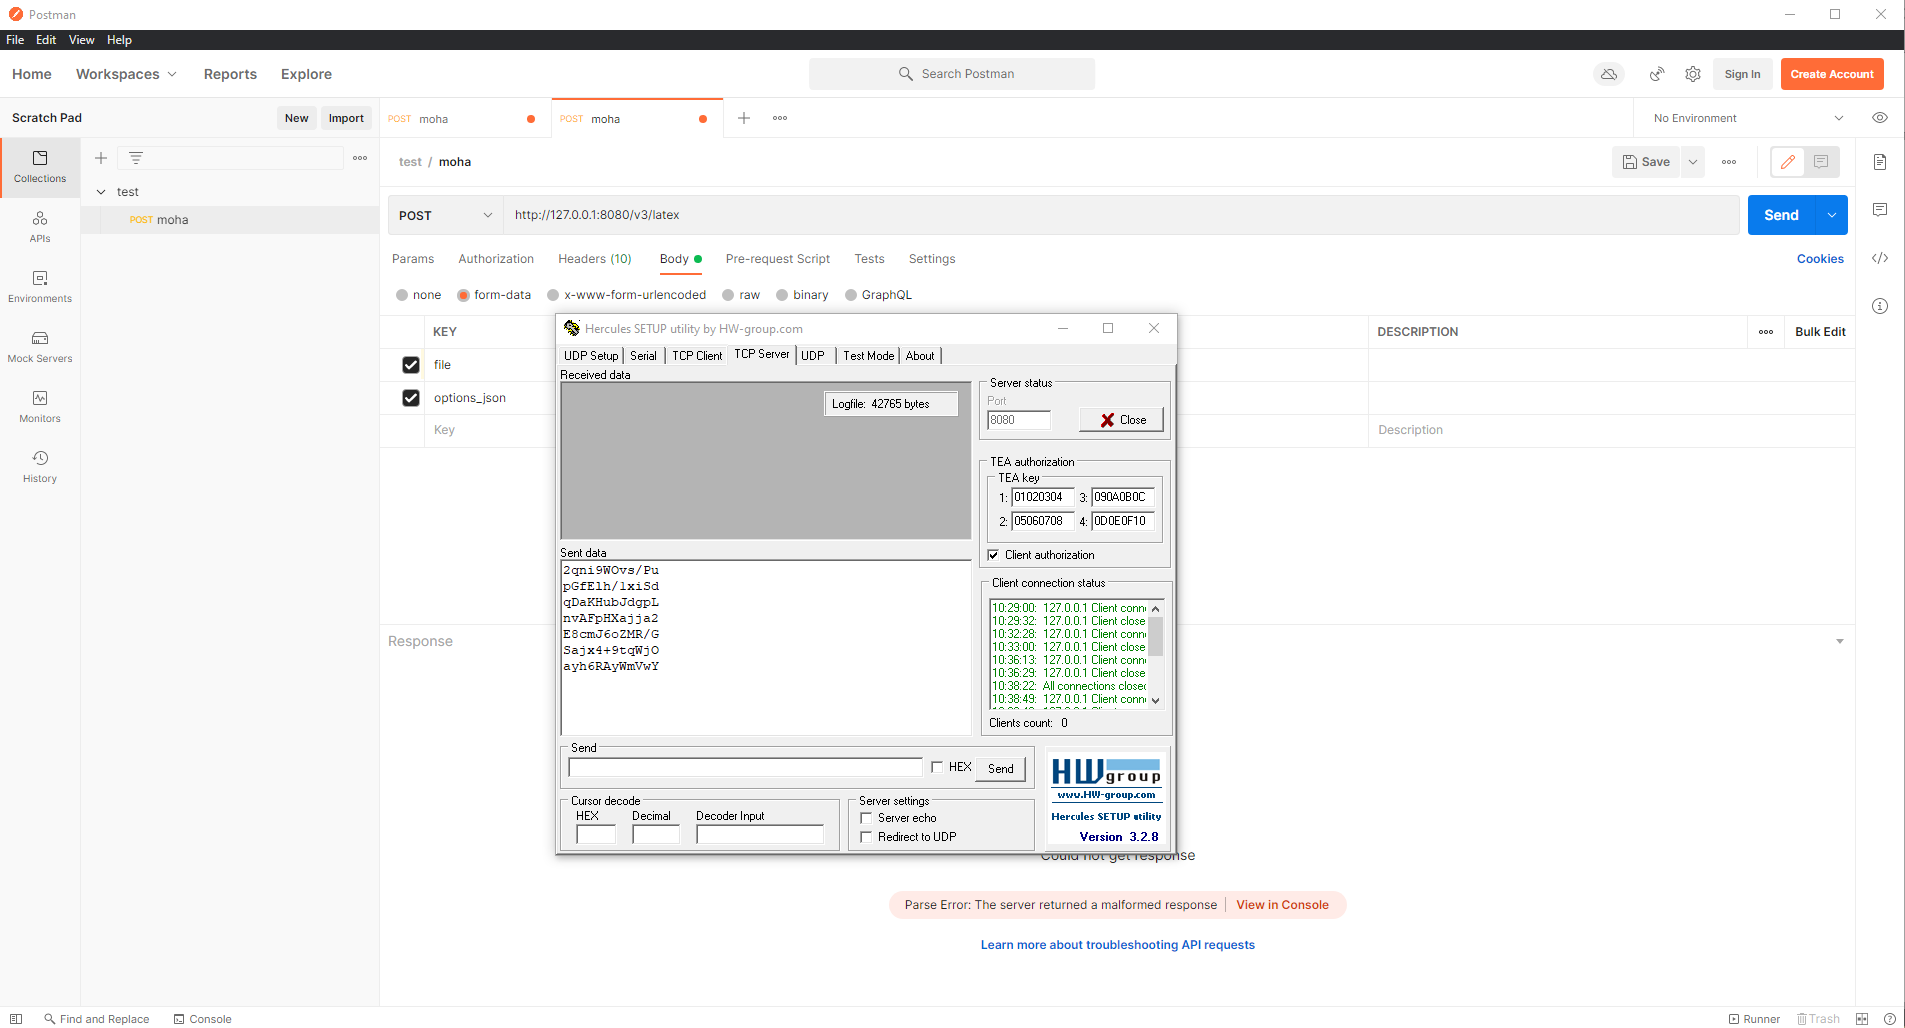 Postman
File Edit View Help
Home Workspaces Reports Explore
Search Postman
Sign In
Create Account
Scratch Pad
New
Import
POST moha
POST moha
No Environment
Collections
APIs
Environments
Mock Servers
Monitors
History
test
POST moha
test / moha
Save
POST
http://127.0.0.1:8080/v3/latex
Send
Params Authorization Headers (10) Body Pre-request Script Tests Settings
Cookies
none form-data x-www-form-urlencoded raw binary GraphQL
KEY
DESCRIPTION
Bulk Edit
file
options_json
Key
Description
Response
Hercules SETUP utility by HW-group.com
UDP Setup Serial TCP Client TCP Server UDP Test Mode About
Received data
Logfile: 42765 bytes
Sent data
2qni9WOvs/Pu
pGfElh/1xiSd
qDaKHubJdgpL
nvAFpHXajja2
E8cmJ6oZMR/G
Sajx4+9tqWjO
ayh6RAyWmVwY
Server status
Port
8080
Close
TEA authorization
TEA key
1: 01020304 3: 090A0B0C
2: 05060708 4: 0D0E0F10
Client authorization
Client connection status
10:29:00: 127.0.0.1 Client conn
10:29:32: 127.0.0.1 Client close
10:32:28: 127.0.0.1 Client conn
10:33:00: 127.0.0.1 Client close
10:36:13: 127.0.0.1 Client conn
10:36:29: 127.0.0.1 Client close
10:38:22: All connections closed
10:38:49: 127.0.0.1 Client conn
Clients count: 0
Send
HEX
Send
Cursor decode
HEX Decimal Decoder Input
Server settings
Server echo
Redirect to UDP
HWgroup
www.HW-group.com
Hercules SETUP utility
Version 3.2.8
Could not get response
Parse Error: The server returned a malformed response | View in Console
Learn more about troubleshooting API requests
Find and Replace
Console
Runner
Trash